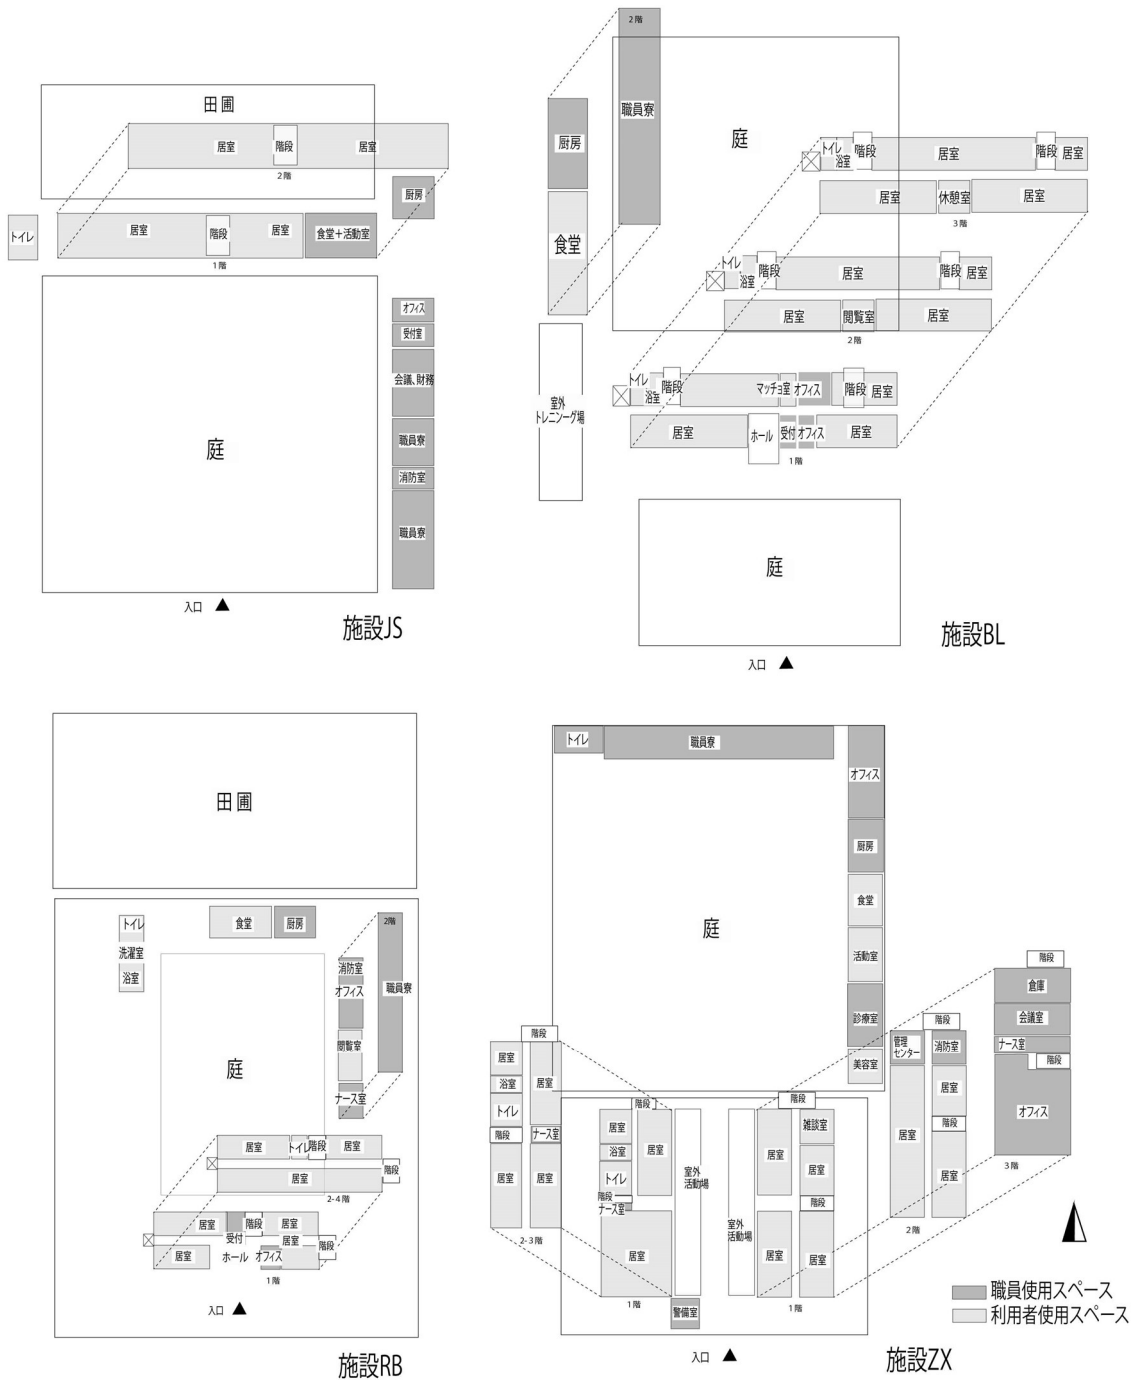 田圃
居室
階段
居室
2階
厨房
トイレ
居室
階段
居室
食堂＋活動室
1階
オフィス
受付室
会議、財務
庭
職員寮
消防室
職員寮
入口
施設JS
2階
職員寮
厨房
食堂
庭
トイレ
浴室
階段
居室
階段
居室
居室
休憩室
居室
3階
トイレ
浴室
階段
居室
階段
居室
居室
閲覧室
居室
2階
トイレ
浴室
階段
マッチョ室
オフィス
階段
居室
居室
ホール
受付
オフィス
居室
1階
室外
トレニンーグ場
庭
入口
施設BL
田圃
トイレ
洗濯室
浴室
食堂
厨房
2階
職員寮
消防室
オフィス
閲覧室
ナース室
庭
居室
トイレ
階段
居室
居室
階段
2-4階
居室
受付
階段
居室
居室
ホール
オフィス
居室
階段
1階
入口
施設RB
トイレ
職員寮
オフィス
厨房
食堂
活動室
診療室
美容室
庭
階段
居室
浴室
トイレ
階段
居室
居室
ナース室
居室
2-3階
階段
居室
浴室
トイレ
階段
ナース室
居室
居室
1階
室外
活動場
警備室
室外
活動場
階段
居室
雑談室
居室
階段
居室
居室
1階
階段
管理
センター
消防室
居室
居室
階段
居室
2階
階段
倉庫
会議室
ナース室
階段
オフィス
3階
入口
施設ZX
職員使用スペース
利用者使用スペース